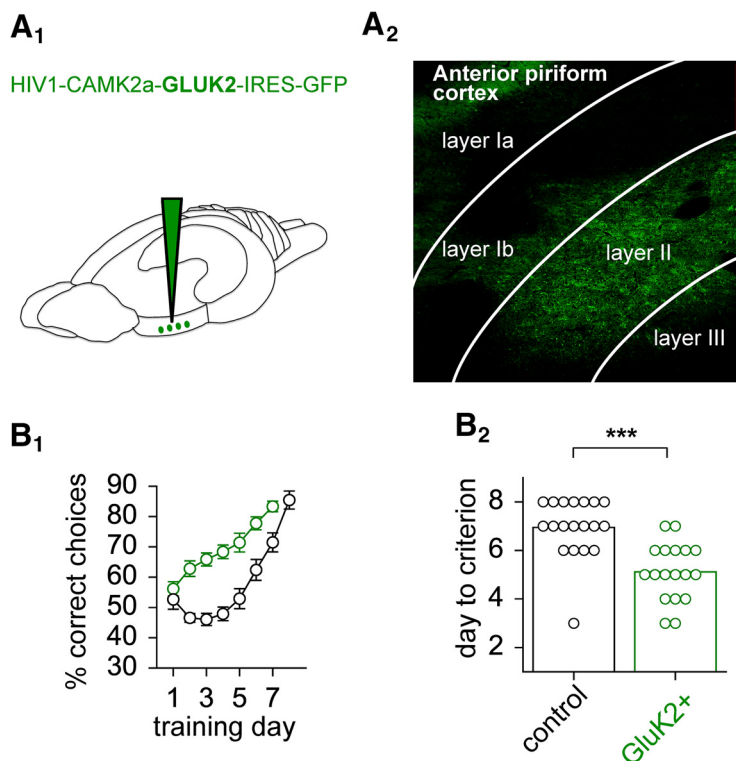 A1
HIV1-CAMK2a-GLUK2-IRES-GFP
A2
Anterior piriform
cortex
layer Ia
layer Ib
layer II
layer III
B1
90
80
70
60
50
40
30
% correct choices
1 3 5 7
training day
B2
***
8
6
4
2
day to criterion
control
GluK2+